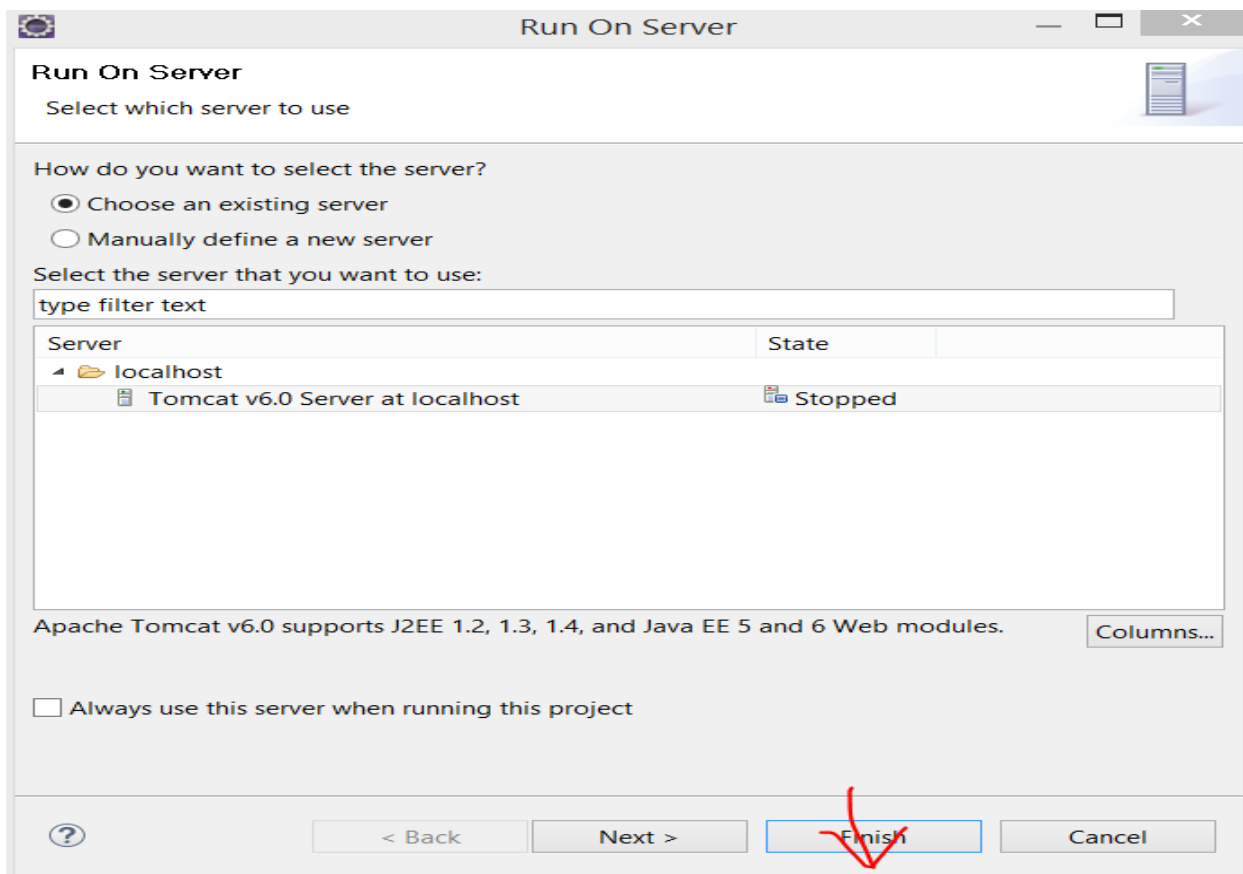 Run On Server
Run On Server
Select which server to use
How do you want to select the server?
Choose an existing server
Manually define a new server
Select the server that you want to use:
type filter text
Server State
localhost
Tomcat v6.0 Server at localhost Stopped
Apache Tomcat v6.0 supports J2EE 1.2, 1.3, 1.4, and Java EE 5 and 6 Web modules.
Columns...
Always use this server when running this project
? < Back Next > Finish Cancel